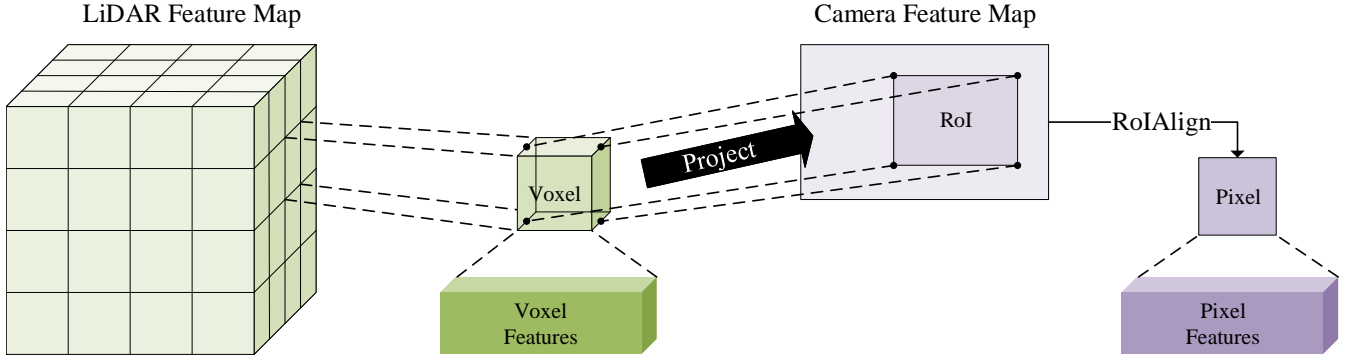 LiDAR Feature Map
Camera Feature Map
Voxel
Project
RoI
RoIAlign
Pixel
Voxel
Features
Pixel
Features